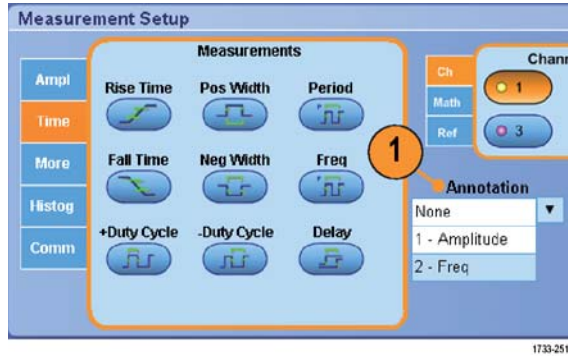 Measurement Setup
Measurements
Ampl
Time
More
Histog
Comm
Rise Time
Pos Width
Period
Fall Time
Neg Width
Freq
+Duty Cycle
-Duty Cycle
Delay
Ch
Math
Ref
Chann
1
3
1
Annotation
None
1 - Amplitude
2 - Freq
1733-251